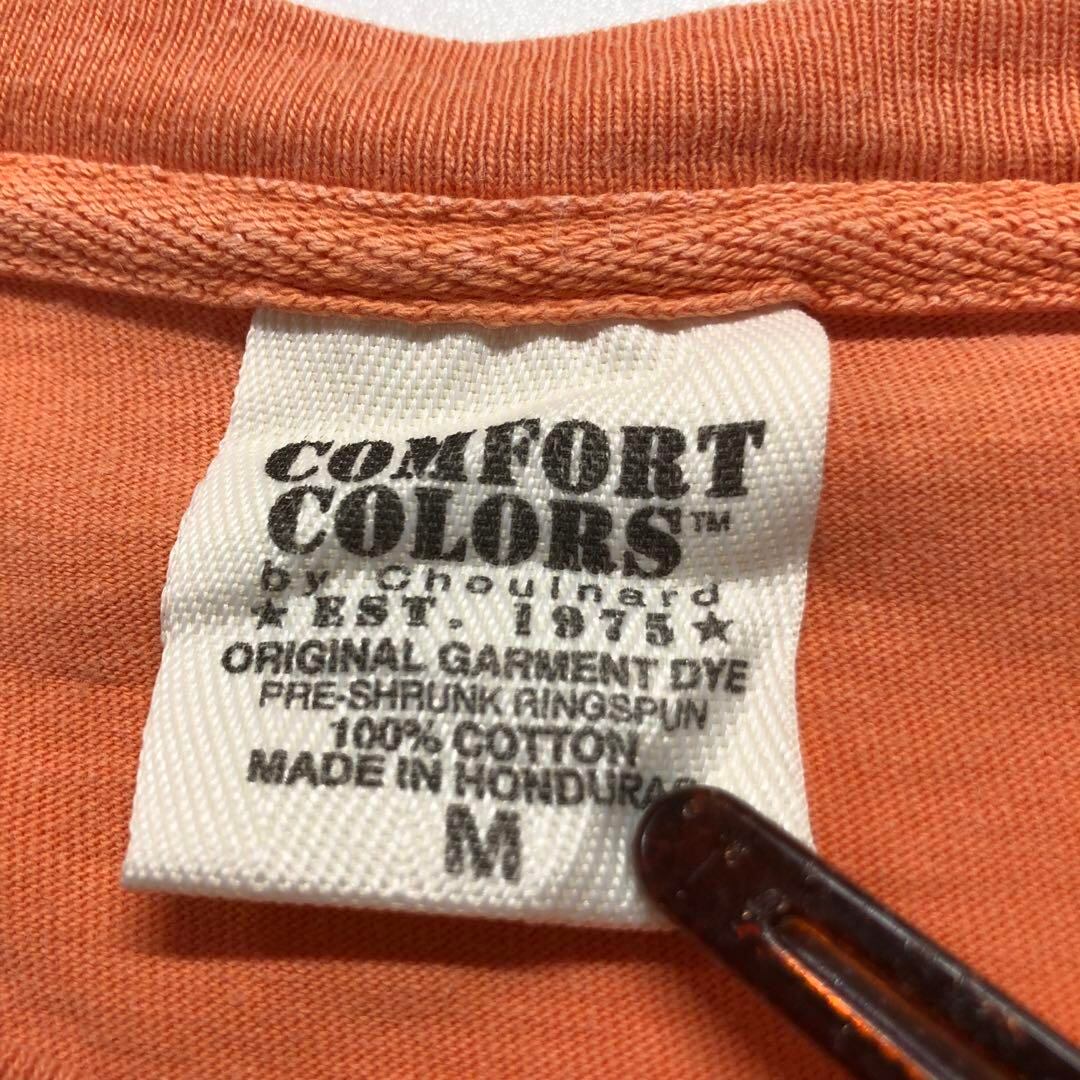 COMFORT
COLORS™
by Chouinard
★ EST. 1975 ★
ORIGINAL GARMENT DYE
PRE-SHRUNK RINGSPUN
100% COTTON
MADE IN HONDURAS
M